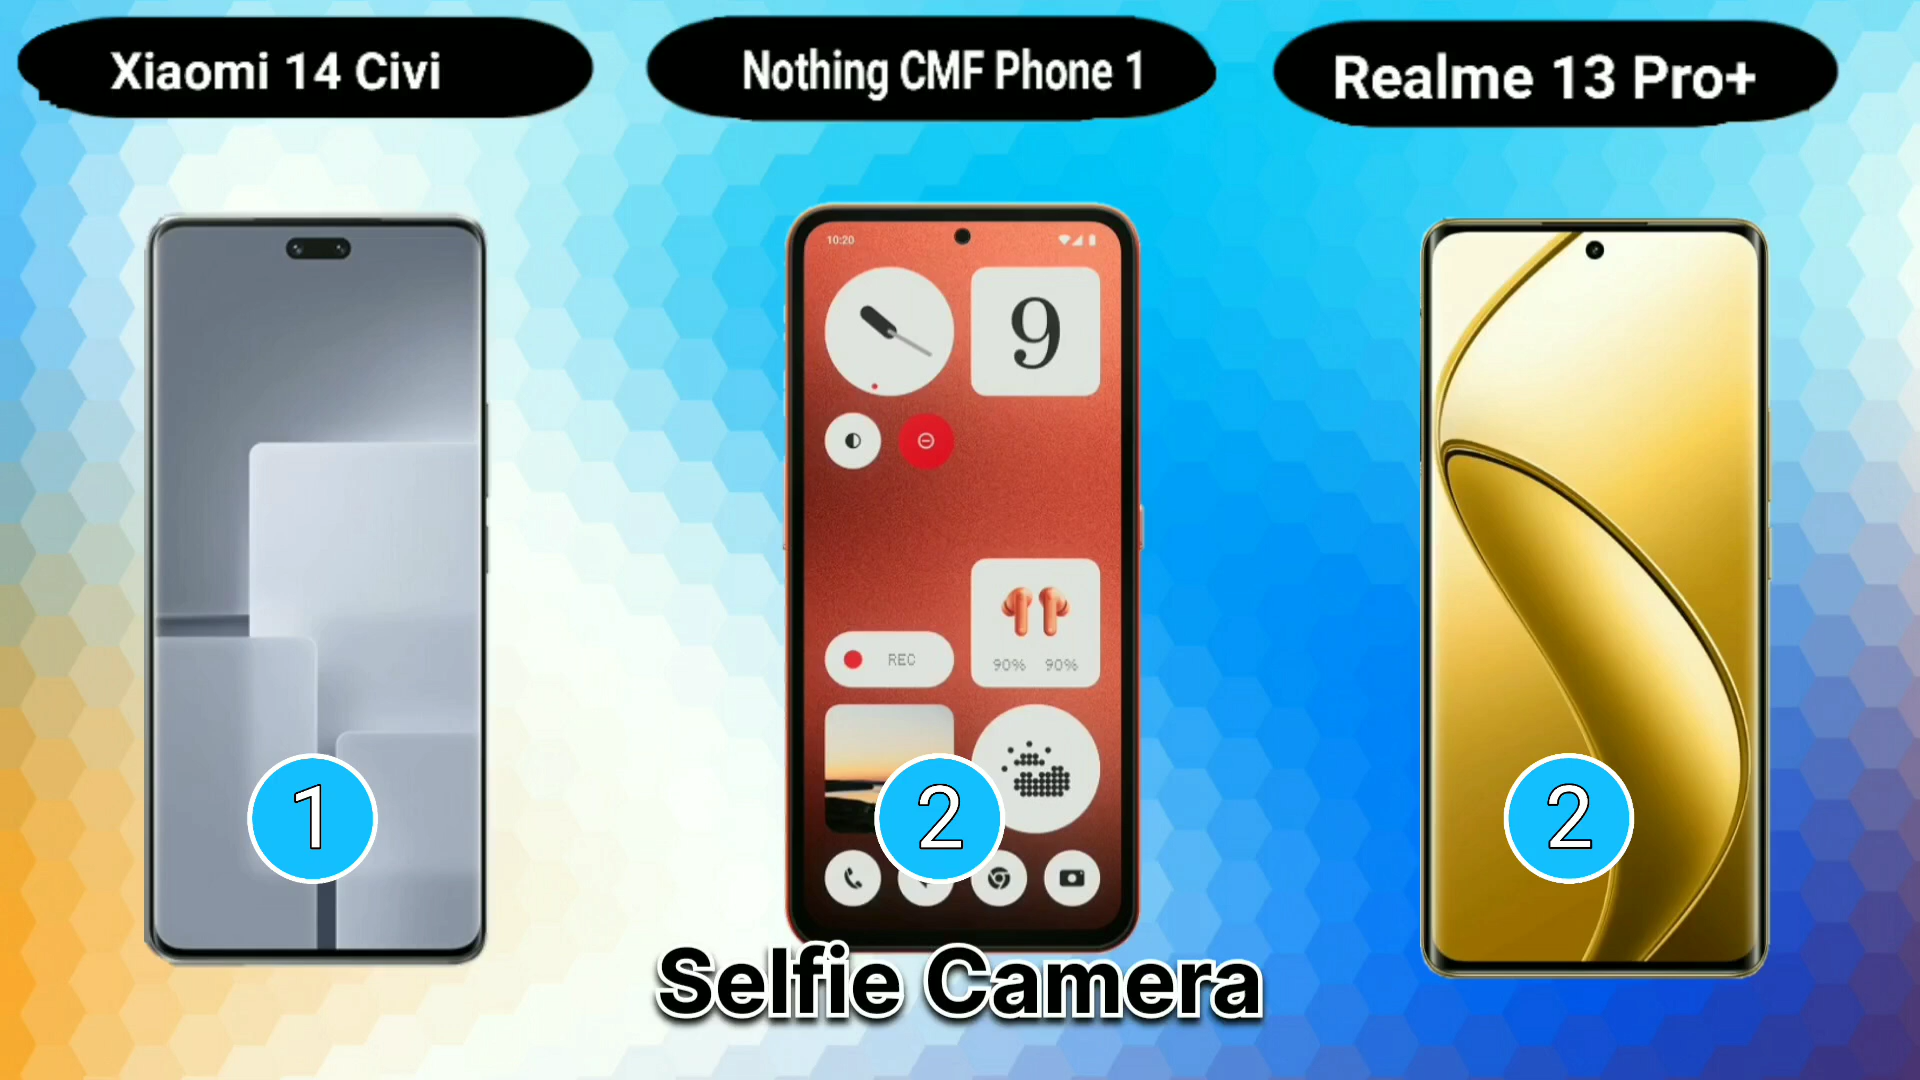 Xiaomi 14 Civi
Nothing CMF Phone 1
Realme 13 Pro+
10:20
9
REC
90% 90%
1
2
2
Selfie Camera